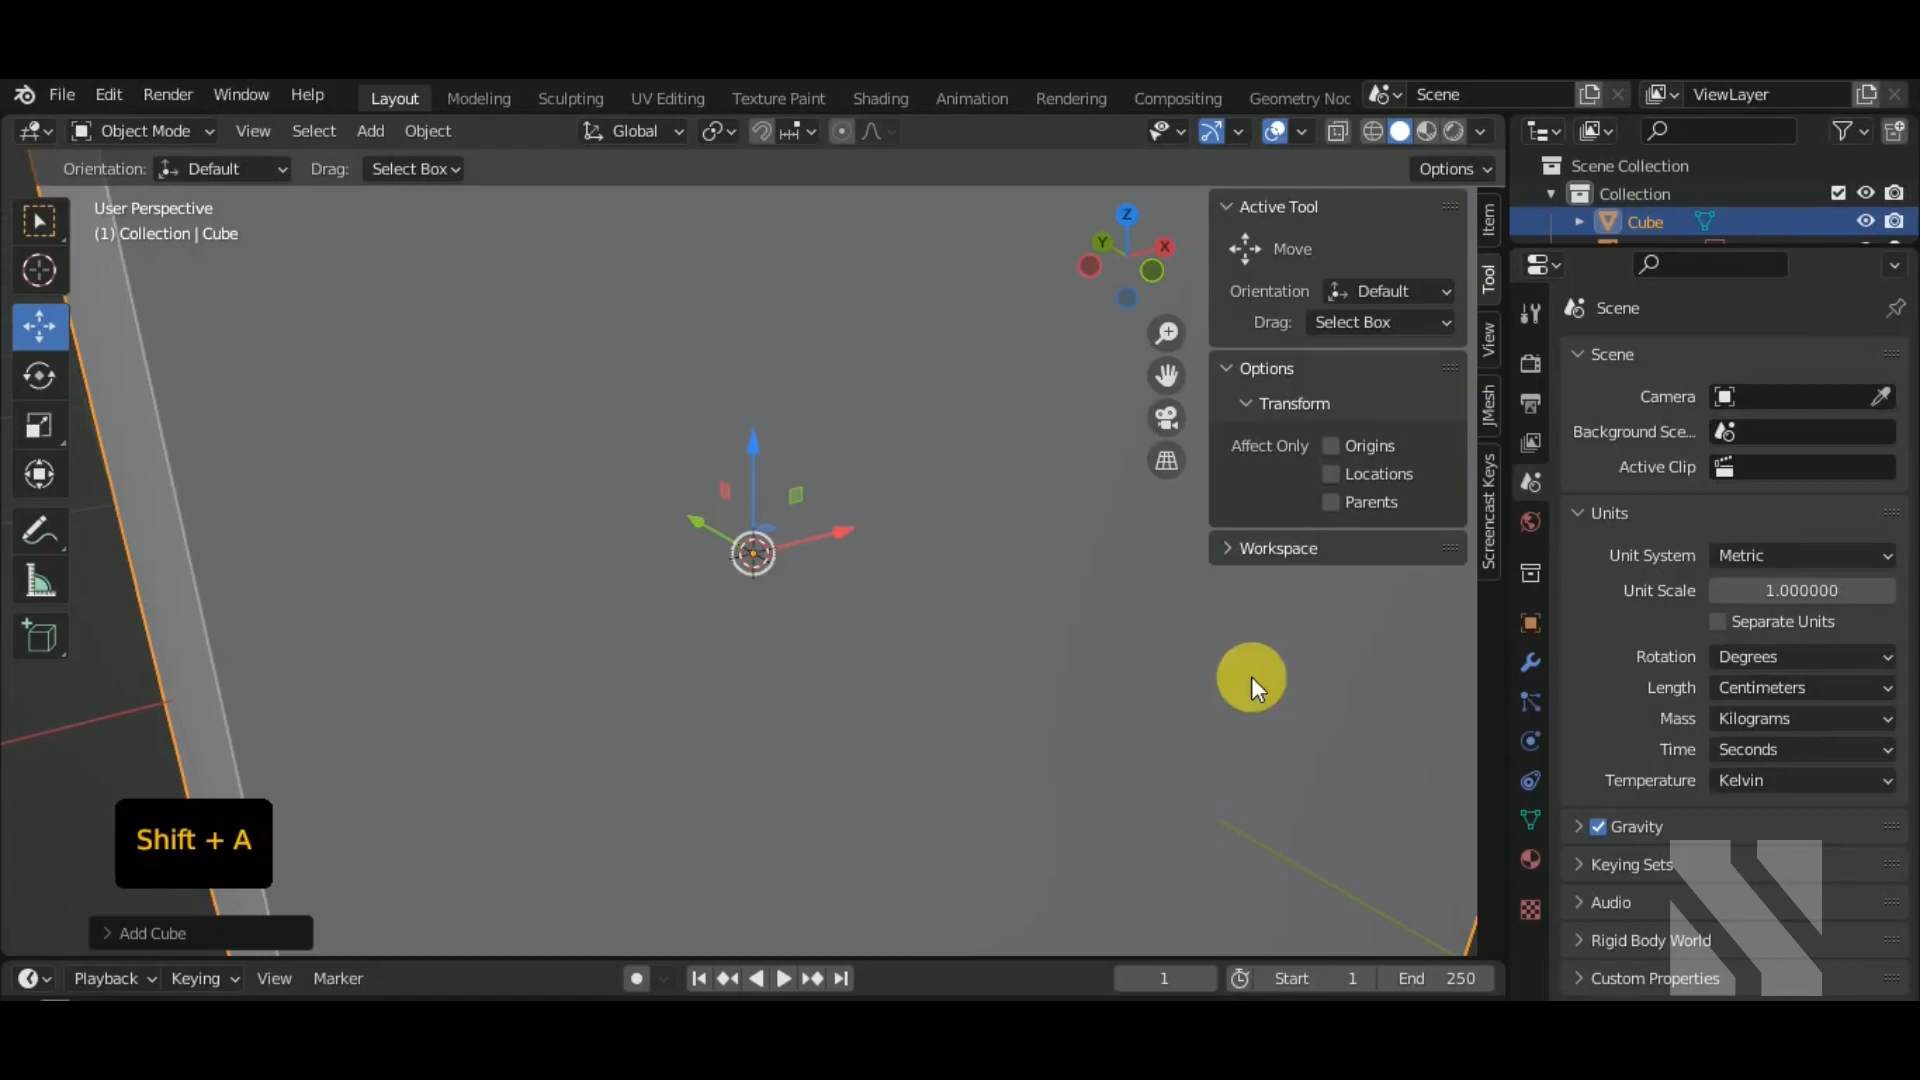 File Edit Render Window Help Layout Modeling Sculpting UV Editing Texture Paint Shading Animation Rendering Compositing Geometry Noc Scene ViewLayer
Object Mode View Select Add Object Global
Orientation: Default Drag: Select Box Options
User Perspective
(1) Collection | Cube
Z
Y
X
Active Tool
Move
Orientation Default
Drag: Select Box
Options
Transform
Affect Only Origins
Locations
Parents
Workspace
Item
Tool
View
JMesh
Screencast Keys
Scene Collection
Collection
Cube
Scene
Scene
Camera
Background Sce...
Active Clip
Units
Unit System Metric
Unit Scale 1.000000
Separate Units
Rotation Degrees
Length Centimeters
Mass Kilograms
Time Seconds
Temperature Kelvin
Gravity
Keying Sets
Audio
Rigid Body World
Custom Properties
Shift + A
Add Cube
Playback Keying View Marker 1 Start 1 End 250